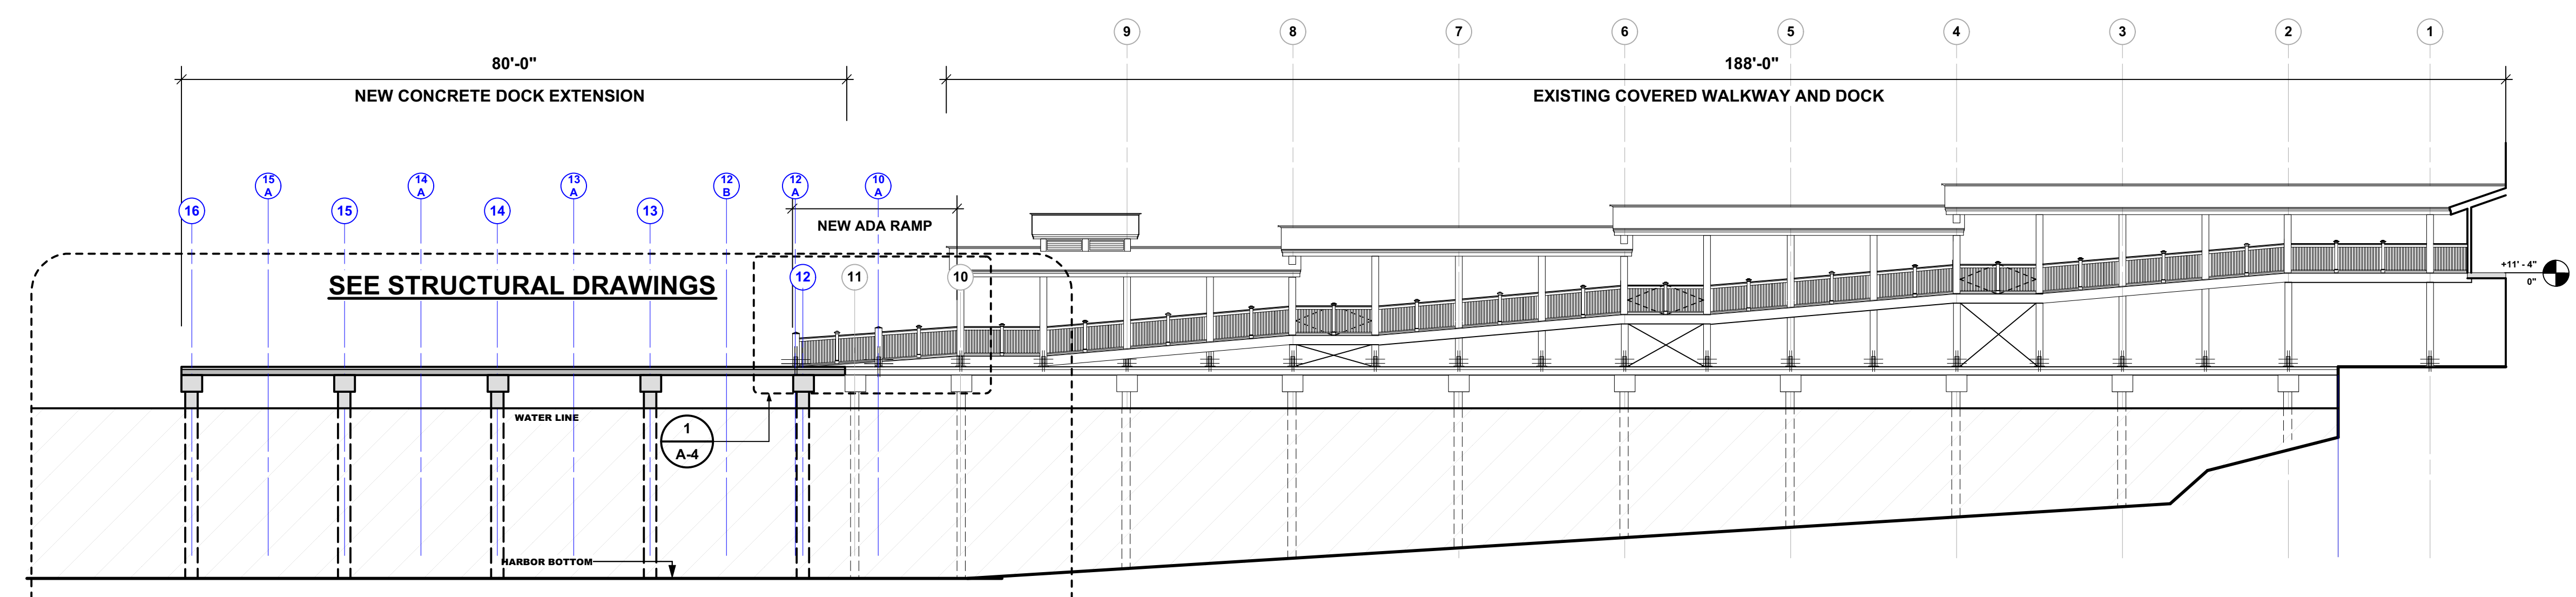 9 8 7 6 5 4 3 2 1
80'-0" 188'-0"
NEW CONCRETE DOCK EXTENSION EXISTING COVERED WALKWAY AND DOCK
15 A 14 A 13 A 12 B 12 A 10 A
16 15 14 13
NEW ADA RAMP
SEE STRUCTURAL DRAWINGS
12 11 10
+11' - 4"
0"
WATER LINE
1
A-4
HARBOR BOTTOM